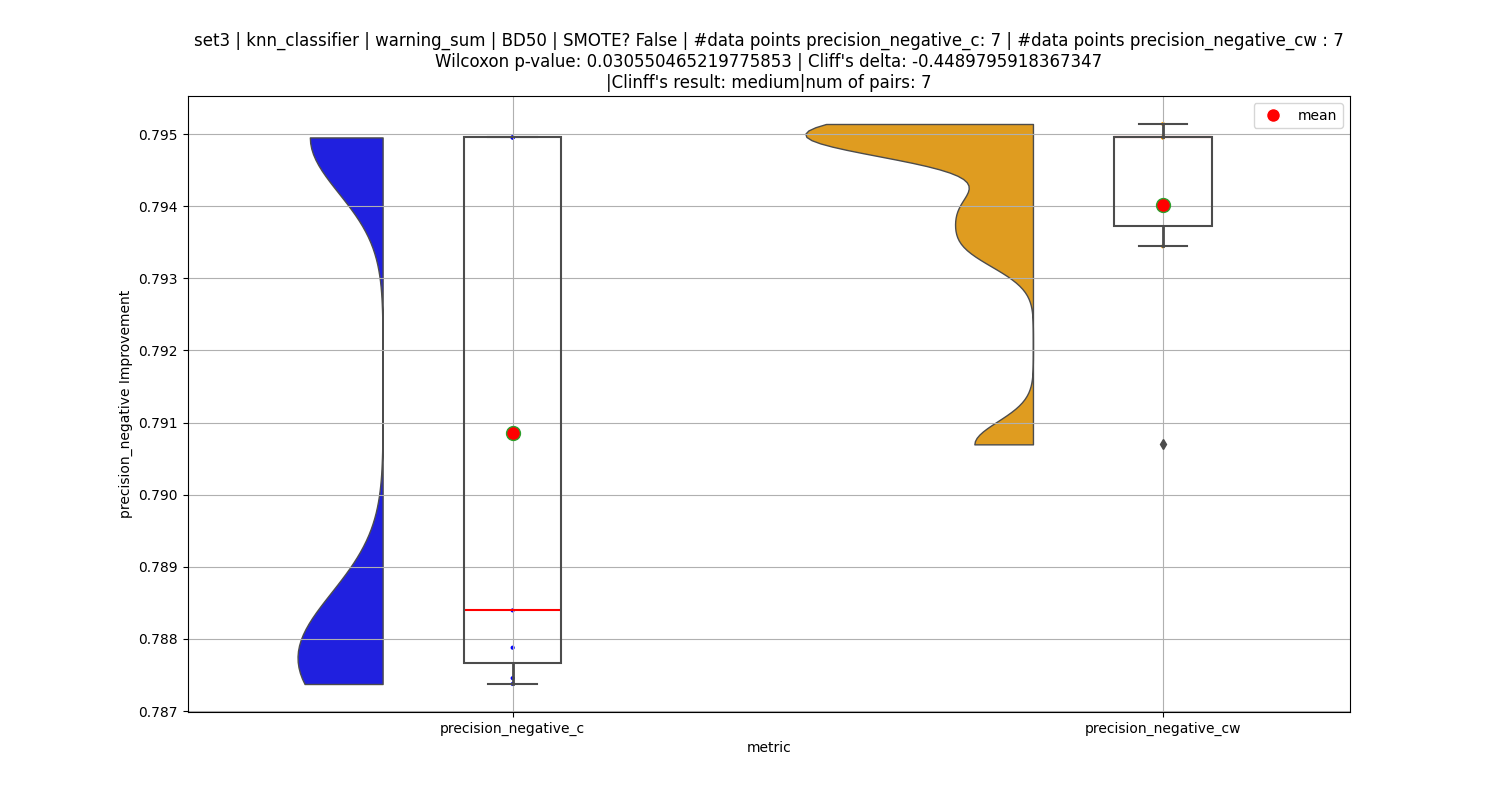 set3 | knn_classifier | warning_sum | BD50 | SMOTE? False | #data points precision_negative_c: 7 | #data points precision_negative_cw : 7
Wilcoxon p-value: 0.030550465219775853 | Cliff's delta: -0.4489795918367347
|Clinff's result: medium|num of pairs: 7
mean
0.795
0.794
0.793
0.792
0.791
0.790
0.789
0.788
0.787
precision_negative Improvement
precision_negative_c
precision_negative_cw
metric